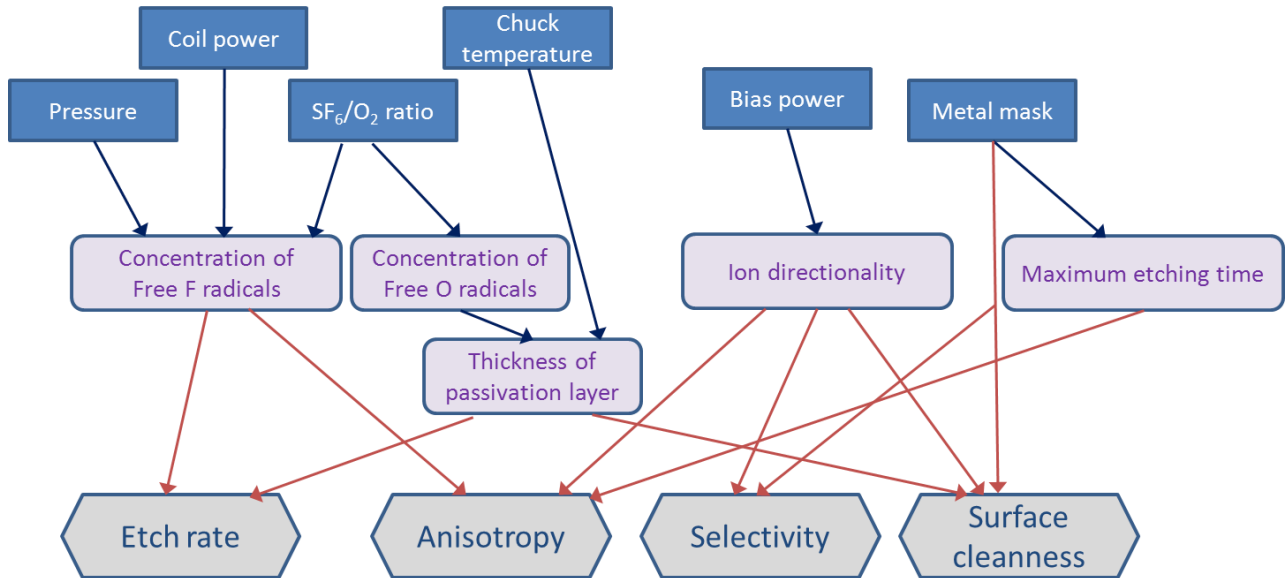 Coil power
Chuck
temperature
Pressure
SF₆/O₂ ratio
Bias power
Metal mask
Concentration of
Free F radicals
Concentration of
Free O radicals
Ion directionality
Maximum etching time
Thickness of
passivation layer
Etch rate
Anisotropy
Selectivity
Surface
cleanness